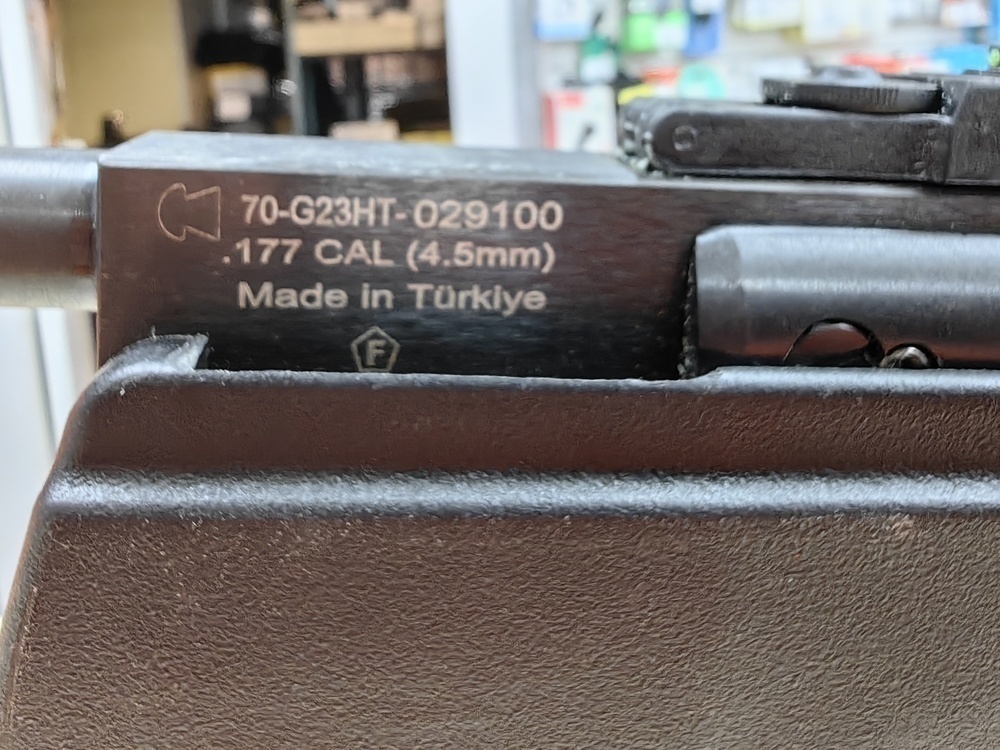 70-G23HT-029100
.177 CAL (4.5mm)
Made in Türkiye
F